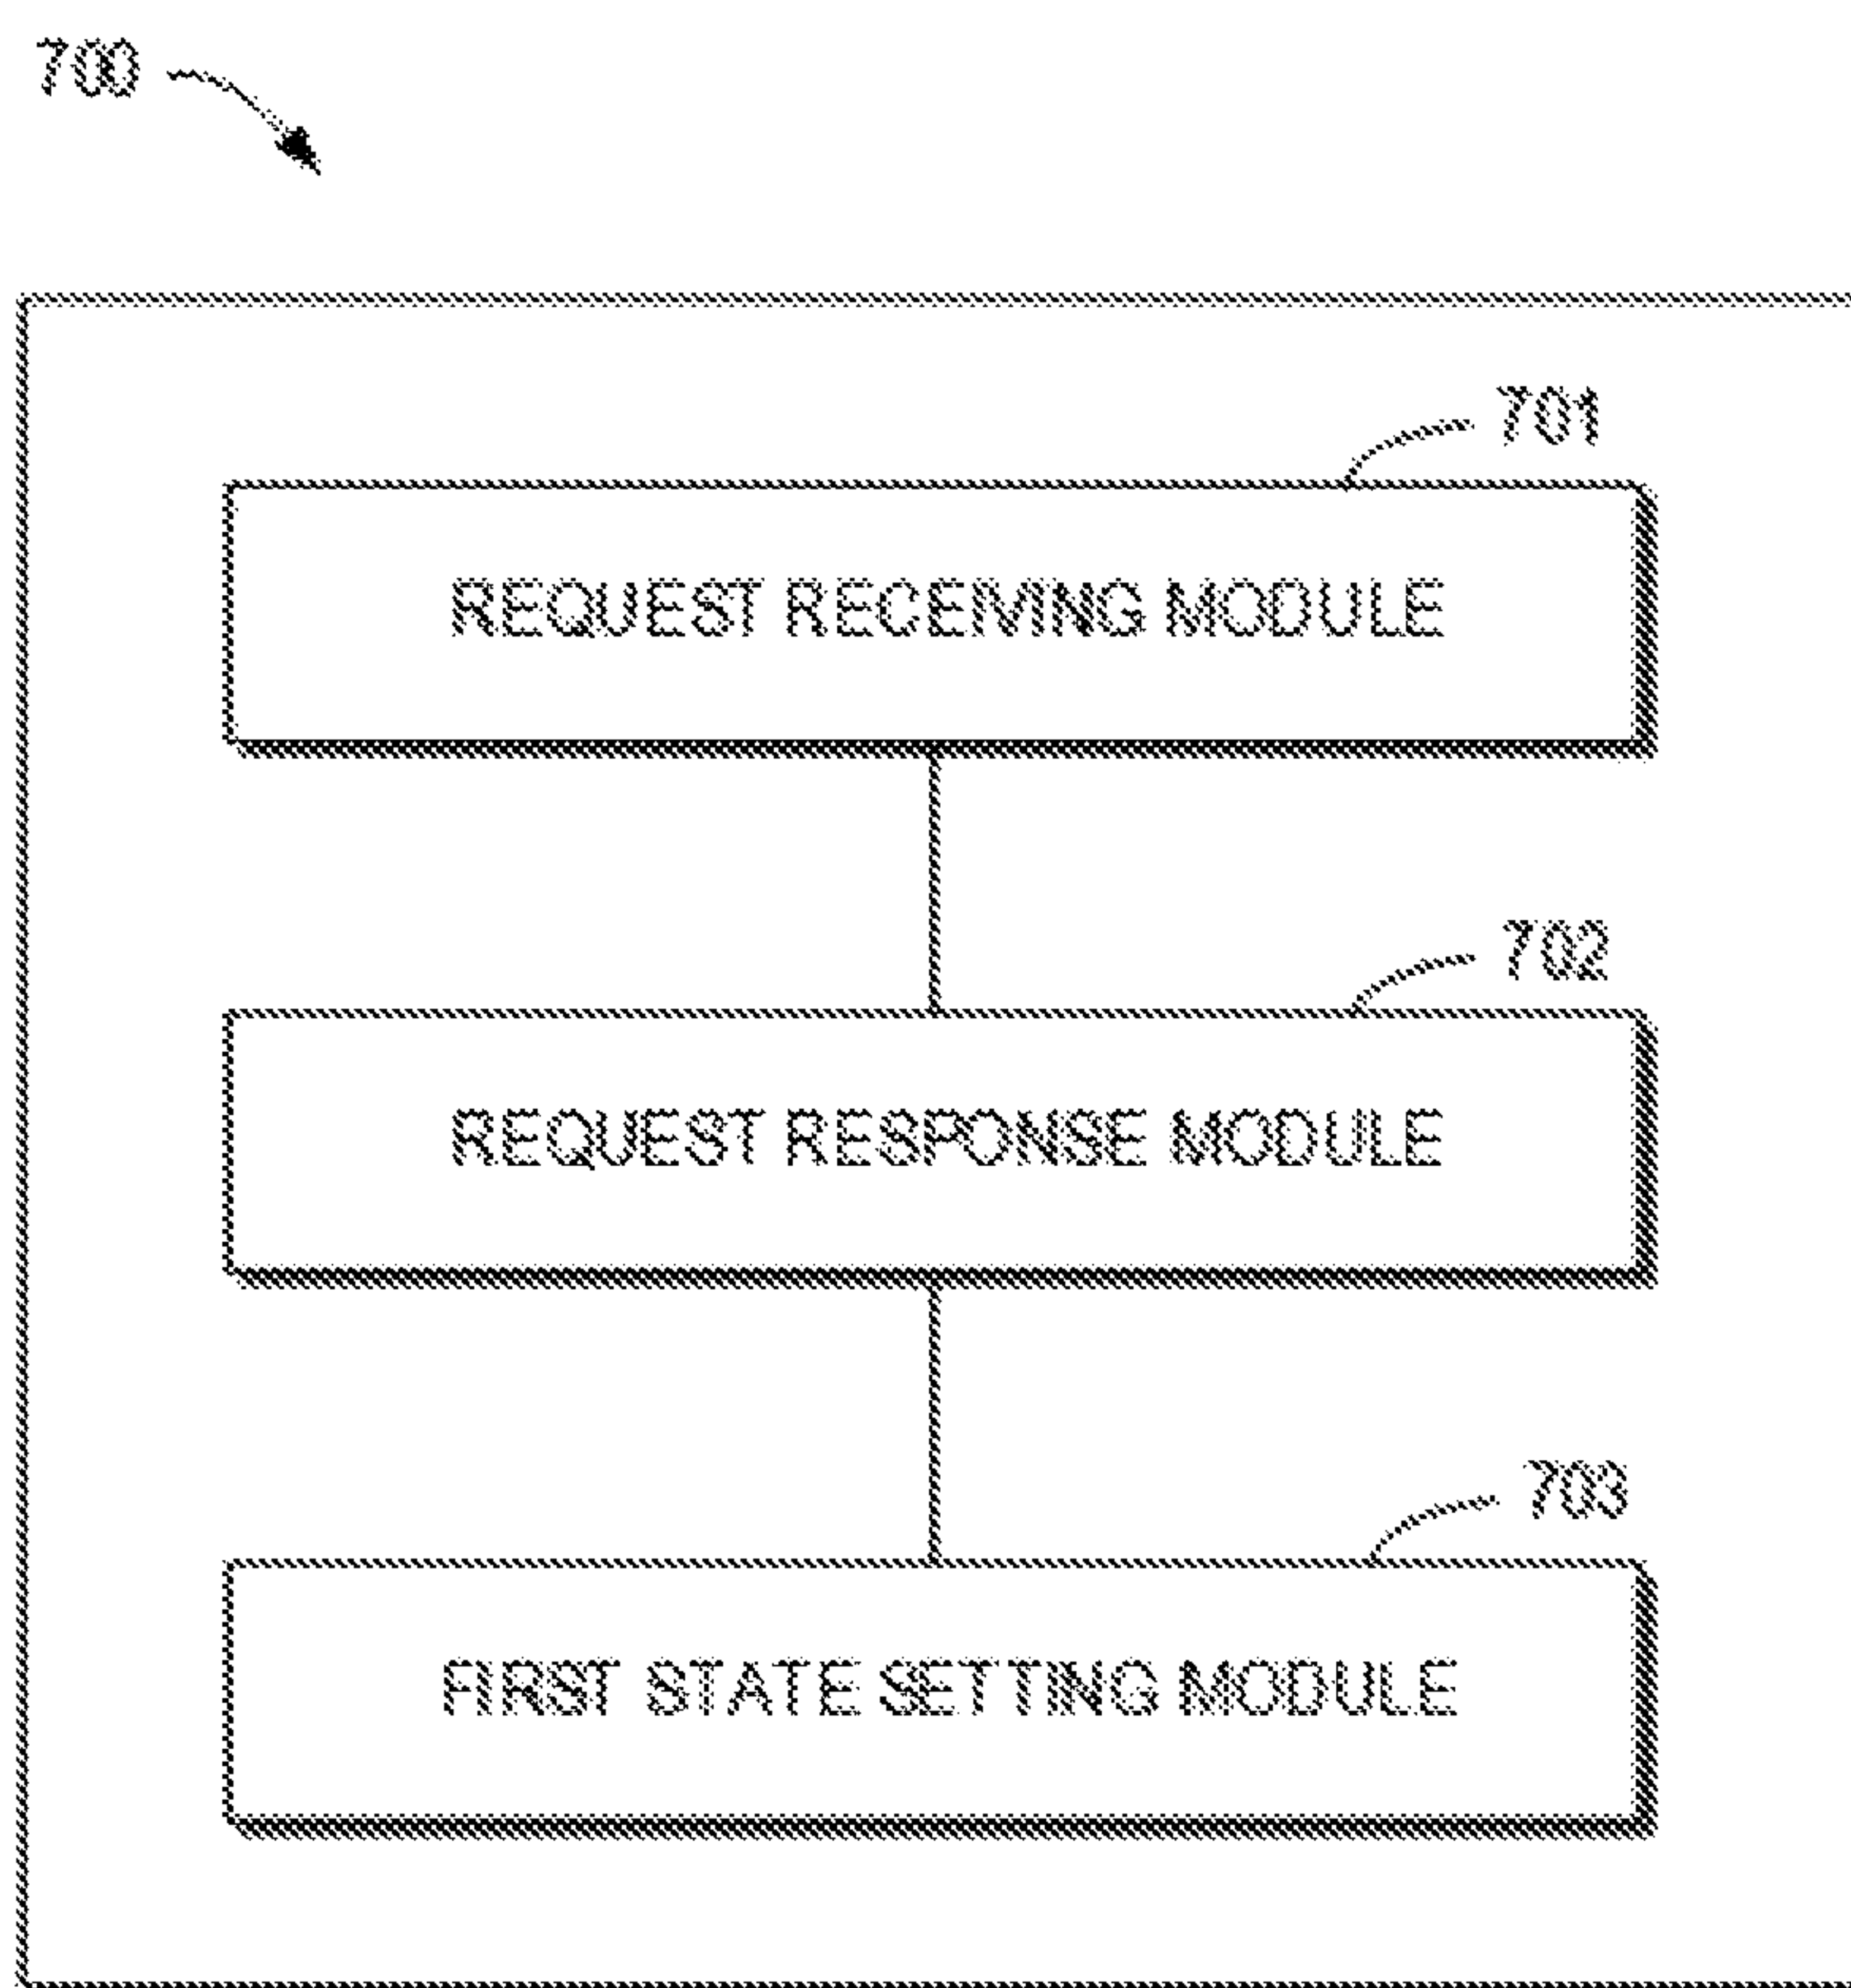 700
701
REQUEST RECEIVING MODULE
702
REQUEST RESPONSE MODULE
703
FIRST STATE SETTING MODULE